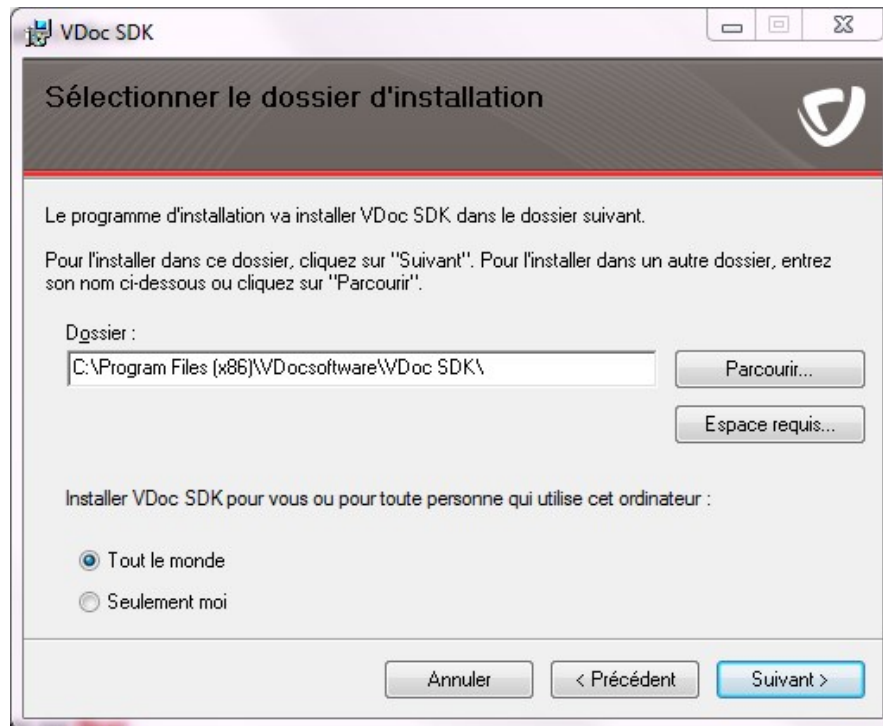 VDoc SDK
Sélectionner le dossier d'installation
Le programme d'installation va installer VDoc SDK dans le dossier suivant.
Pour l'installer dans ce dossier, cliquez sur "Suivant". Pour l'installer dans un autre dossier, entrez
son nom ci-dessous ou cliquez sur "Parcourir".
Dossier :
C:\Program Files (x86)\VDocsoftware\VDoc SDK\
Parcourir...
Espace requis...
Installer VDoc SDK pour vous ou pour toute personne qui utilise cet ordinateur :
Tout le monde
Seulement moi
Annuler
< Précédent
Suivant >